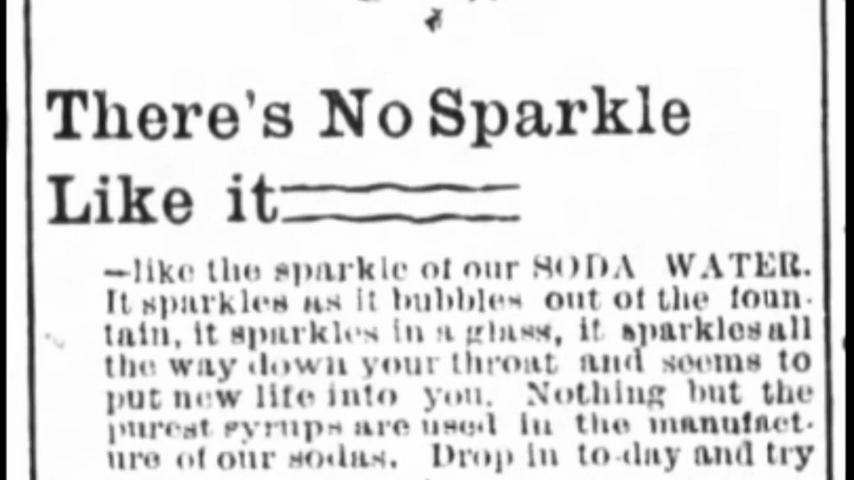 There's No Sparkle
Like it
—like the sparkle of our SODA WATER.
It sparkles as it bubbles out of the foun-
tain, it sparkles in a glass, it sparkles all
the way down your throat and seems to
put new life into you. Nothing but the
purest syrups are used in the manufact-
ure of our sodas. Drop in to-day and try